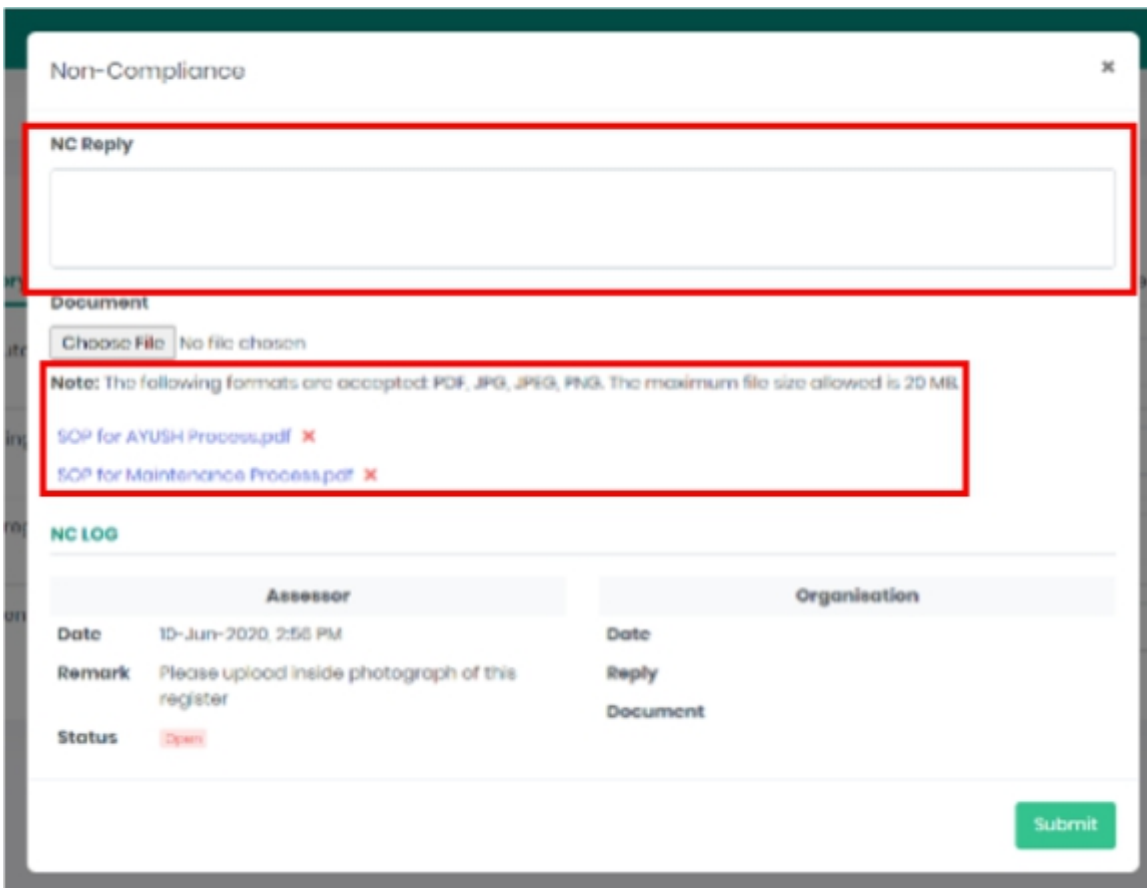 Non-Compliance ×
NC Reply
Document
Choose File No file chosen
Note: The following formats are accepted: PDF, JPG, JPEG, PNG. The maximum file size allowed is 20 MB.
SOP for AYUSH Process.pdf ×
SOP for Maintenance Process.pdf ×
NC LOG
Assessor
Date 10-Jun-2020, 2:56 PM
Remark Please upload inside photograph of this
register
Status Open
Organisation
Date
Reply
Document
Submit